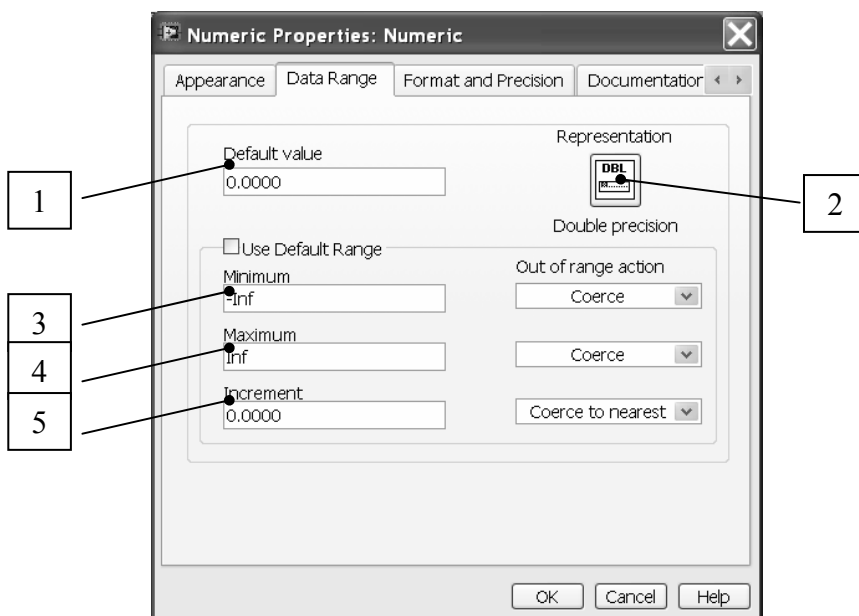 Numeric Properties: Numeric
Appearance
Data Range
Format and Precision
Documentation
Default value
0.0000
Representation
DBL
Double precision
1
2
Use Default Range
Minimum
-Inf
Out of range action
Coerce
3
Maximum
Inf
Coerce
4
Increment
0.0000
Coerce to nearest
5
OK
Cancel
Help